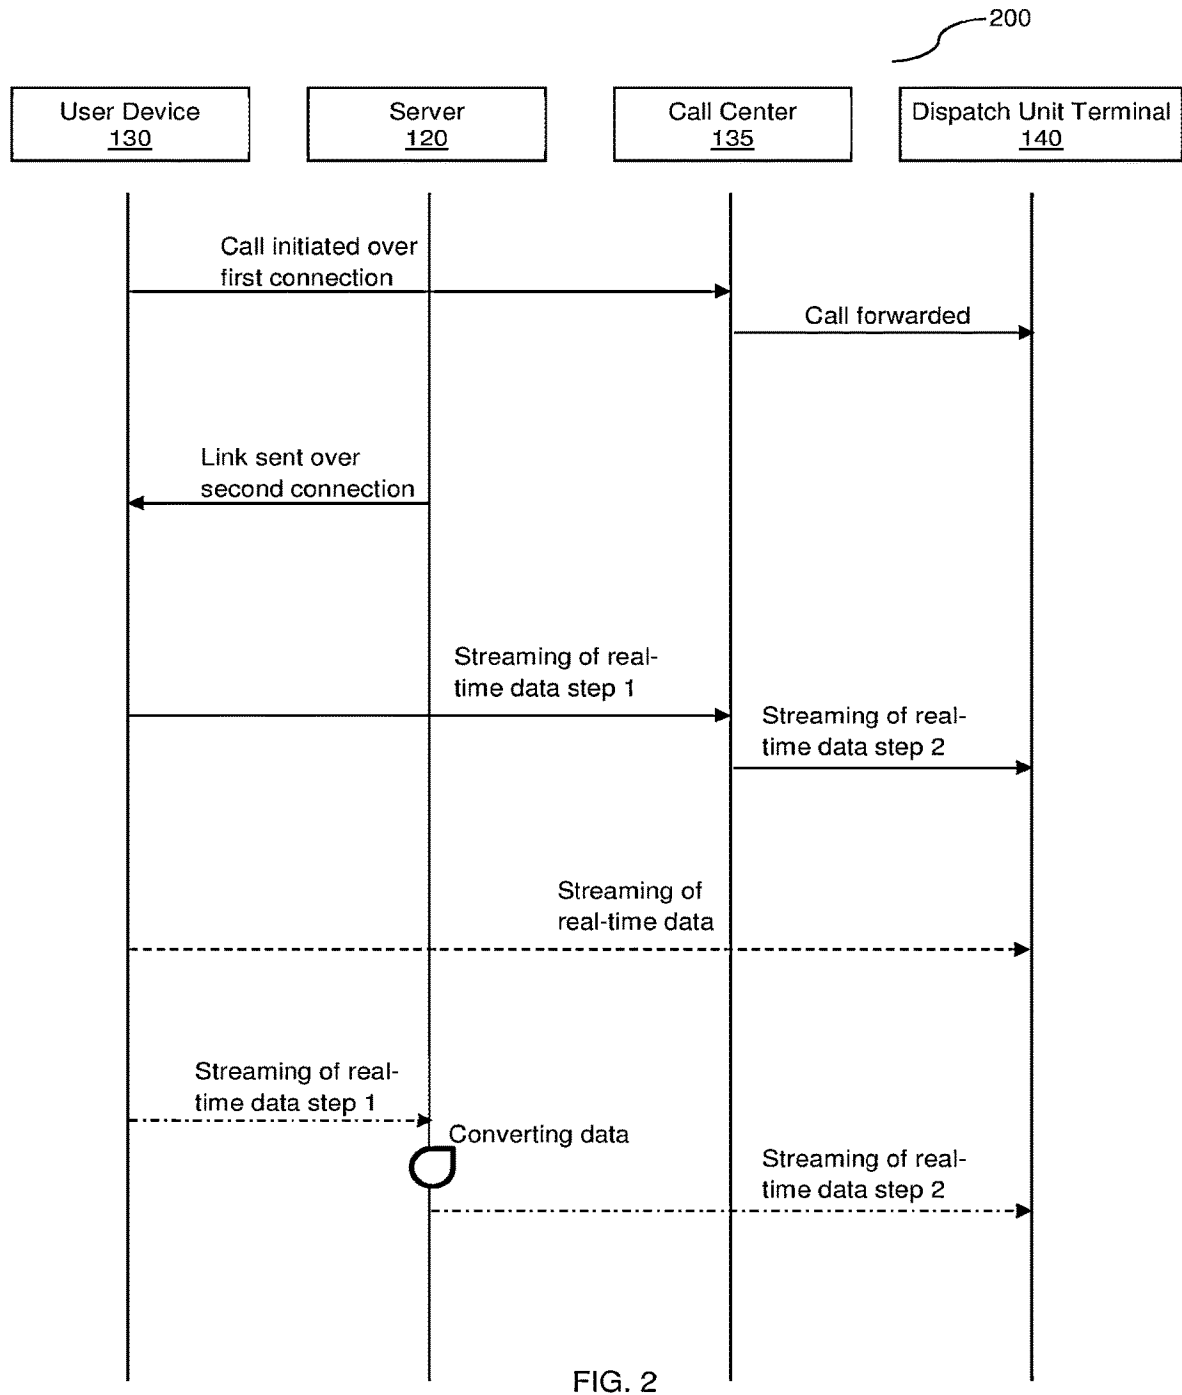 200
User Device
130
Server
120
Call Center
135
Dispatch Unit Terminal
140
Call initiated over
first connection
Call forwarded
Link sent over
second connection
Streaming of real-
time data step 1
Streaming of real-
time data step 2
Streaming of
real-time data
Streaming of real-
time data step 1
Converting data
Streaming of real-
time data step 2
FIG. 2